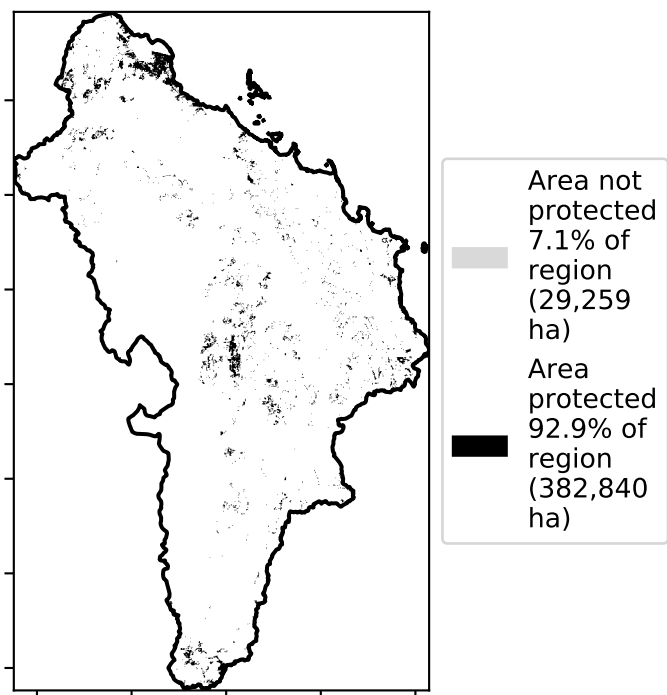 Area not
protected
7.1% of
region
(29,259
ha)
Area
protected
92.9% of
region
(382,840
ha)